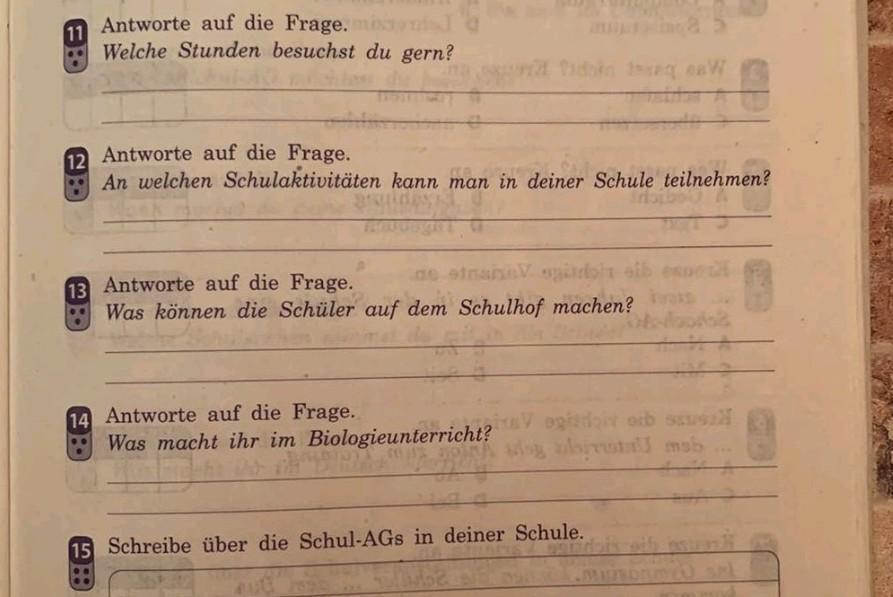 11 Antworte auf die Frage.
Welche Stunden besuchst du gern?
12 Antworte auf die Frage.
An welchen Schulaktivitäten kann man in deiner Schule teilnehmen?
13 Antworte auf die Frage.
Was können die Schüler auf dem Schulhof machen?
14 Antworte auf die Frage.
Was macht ihr im Biologieunterricht?
15 Schreibe über die Schul-AGs in deiner Schule.